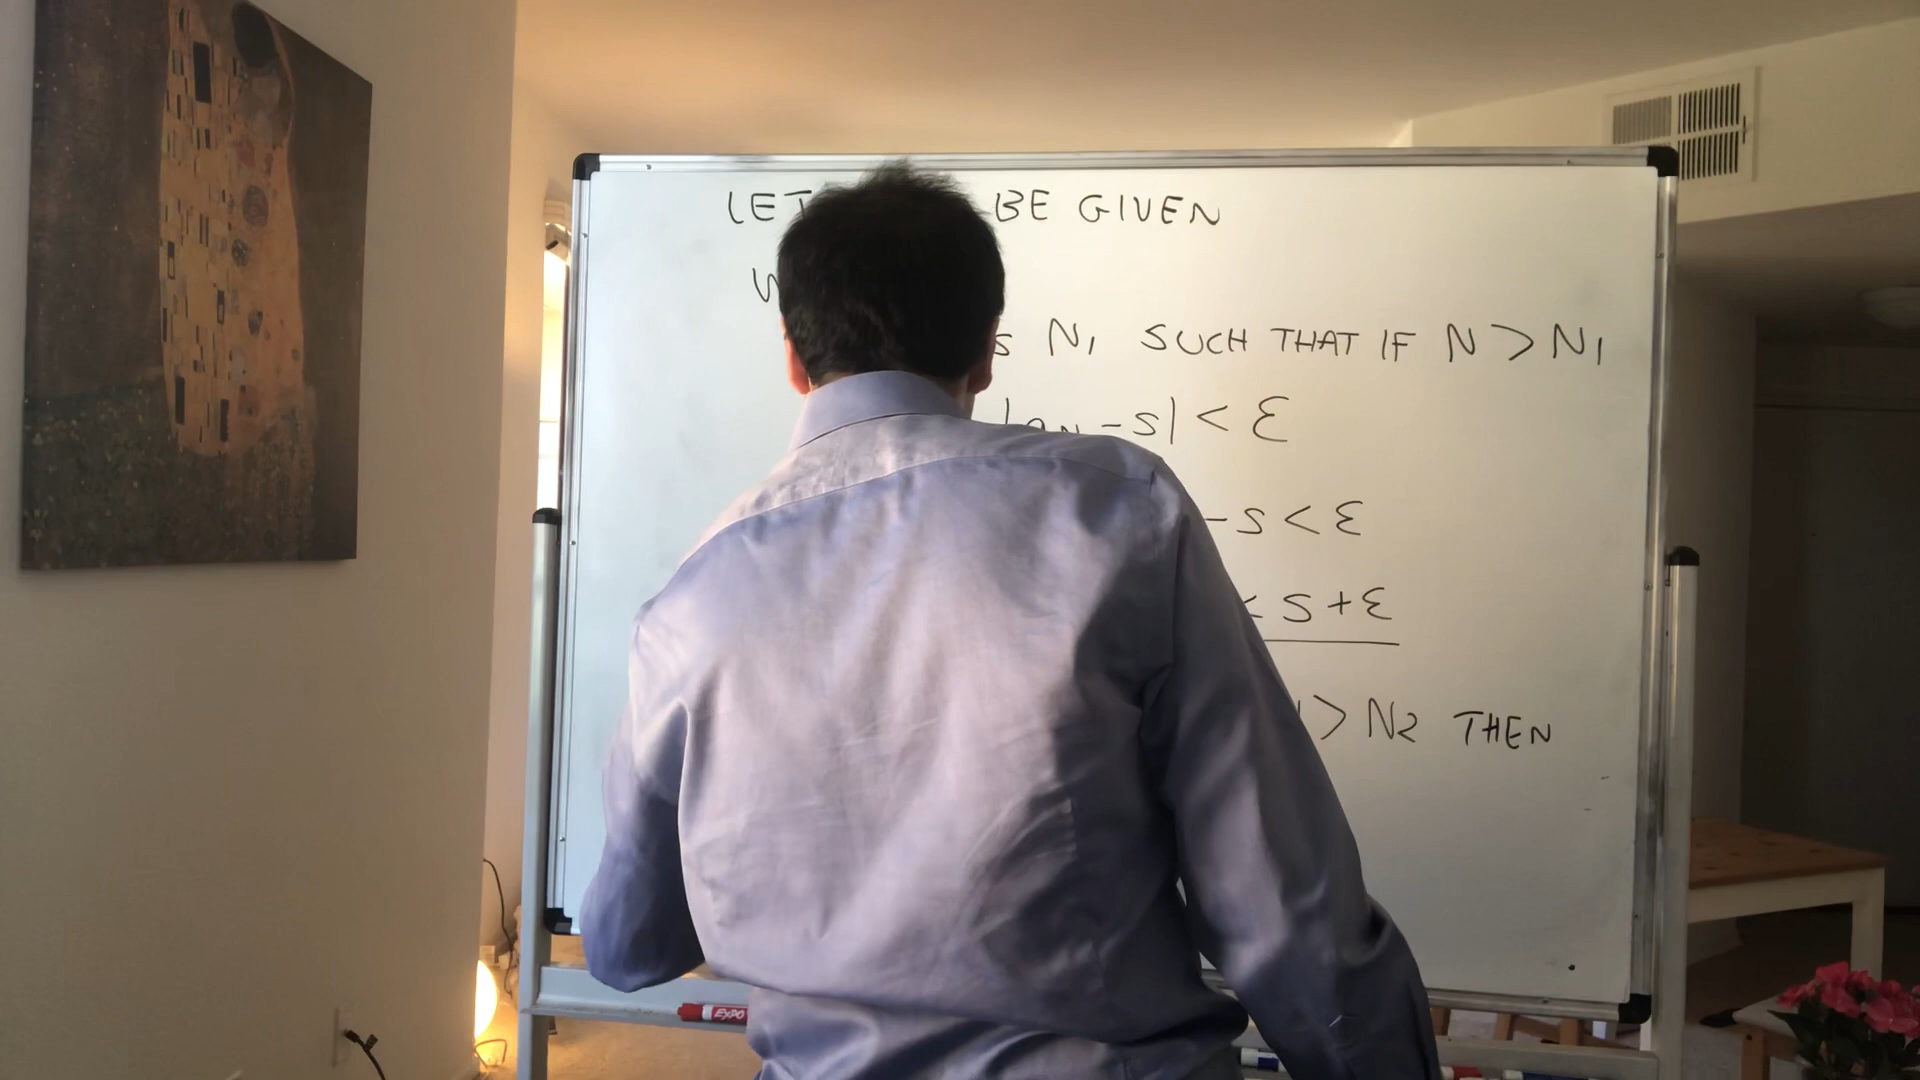 LET BE GIVEN
N₁ SUCH THAT IF N > N₁
|aₙ - s| < ε
- s < ε
< s + ε
> N₂ THEN
EXPO